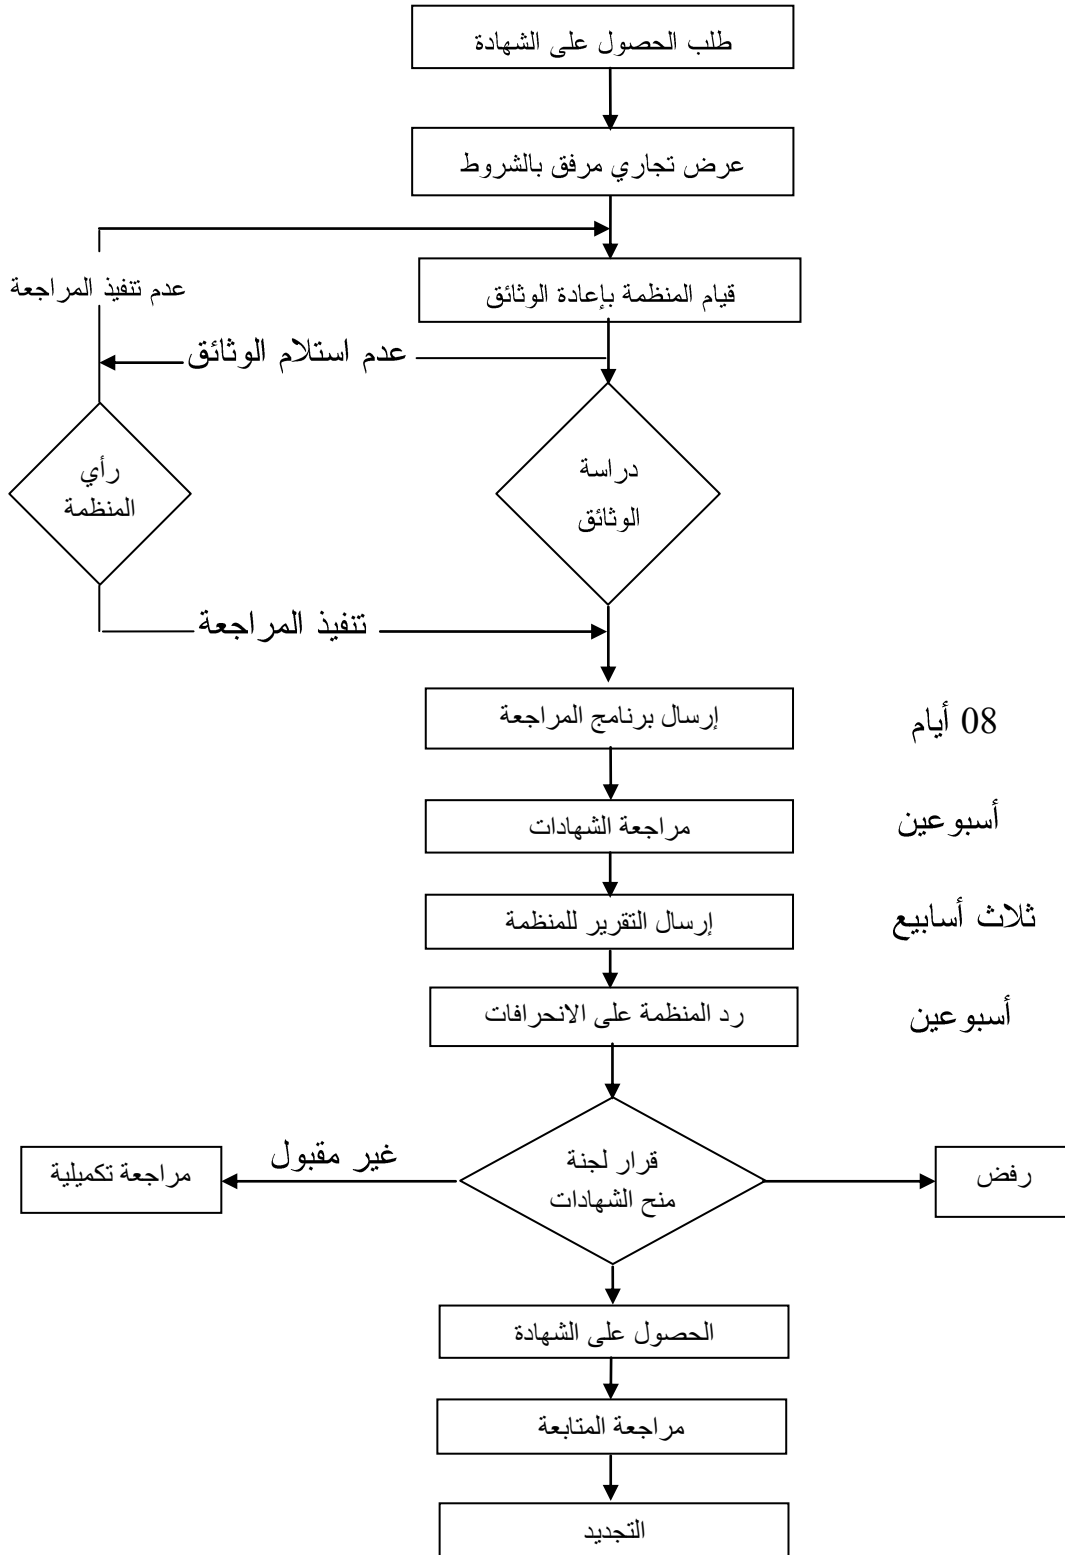 طلب الحصول على الشهادة
عرض تجاري مرفق بالشروط
عدم تنفيذ المراجعة
قيام المنظمة بإعادة الوثائق
عدم استلام الوثائق
دراسة
الوثائق
رأي
المنظمة
تنفيذ المراجعة
إرسال برنامج المراجعة
08 أيام
مراجعة الشهادات
أسبوعين
إرسال التقرير للمنظمة
ثلاث أسابيع
رد المنظمة على الانحرافات
أسبوعين
قرار لجنة
منح الشهادات
رفض
غير مقبول
مراجعة تكميلية
الحصول على الشهادة
مراجعة المتابعة
التجديد